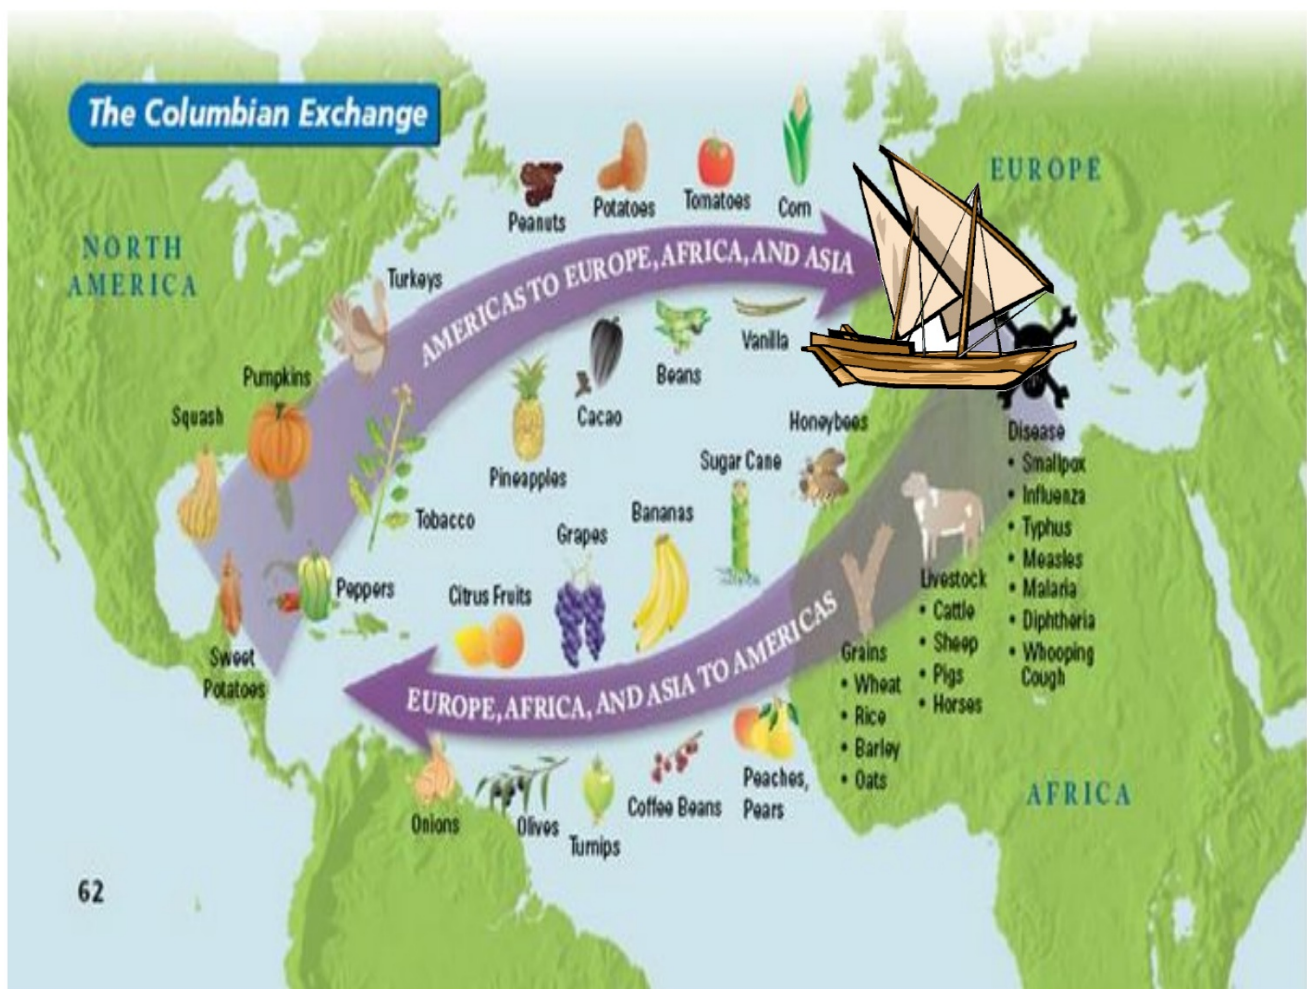 The Columbian Exchange
NORTH
AMERICA
EUROPE
Peanuts
Potatoes
Tomatoes
Corn
AMERICAS TO EUROPE, AFRICA, AND ASIA
Turkeys
Pumpkins
Squash
Vanilla
Beans
Cacao
Pineapples
Tobacco
Peppers
Sweet
Potatoes
Honeybees
Sugar Cane
Bananas
Grapes
Citrus Fruits
EUROPE, AFRICA, AND ASIA TO AMERICAS
Disease
• Smallpox
• Influenza
• Typhus
• Measles
• Malaria
• Diphtheria
• Whooping
Cough
Livestock
• Cattle
• Sheep
• Pigs
• Horses
Grains
• Wheat
• Rice
• Barley
• Oats
Onions
Olives
Turnips
Coffee Beans
Peaches,
Pears
AFRICA
62